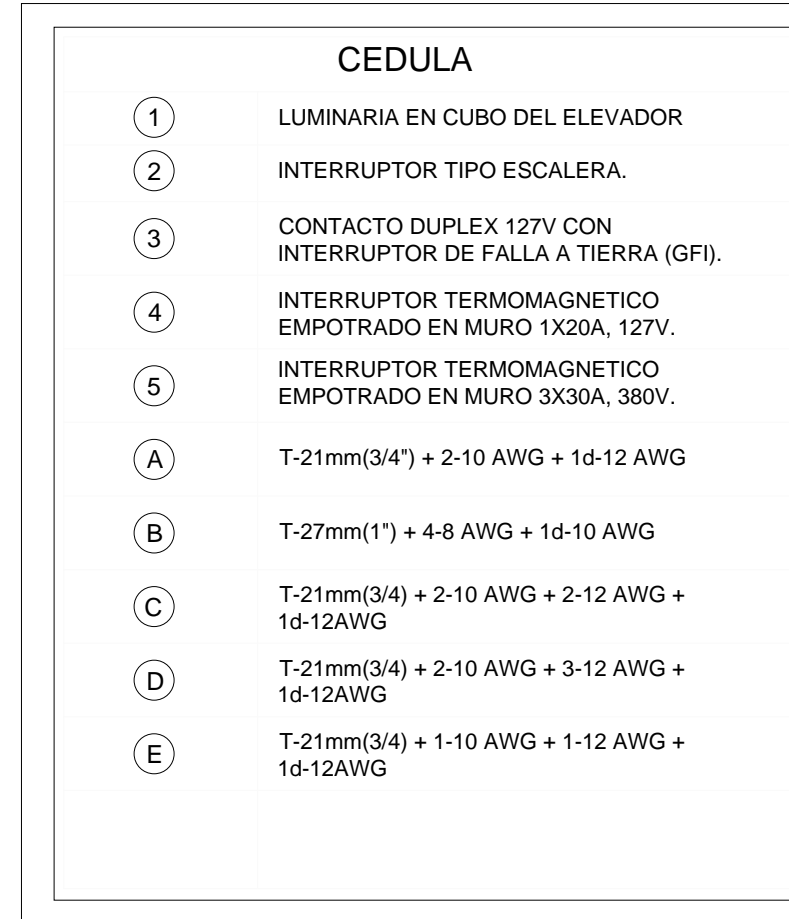 CEDULA
1 LUMINARIA EN CUBO DEL ELEVADOR
2 INTERRUPTOR TIPO ESCALERA.
3 CONTACTO DUPLEX 127V CON
INTERRUPTOR DE FALLA A TIERRA (GFI).
4 INTERRUPTOR TERMOMAGNETICO
EMPOTRADO EN MURO 1X20A, 127V.
5 INTERRUPTOR TERMOMAGNETICO
EMPOTRADO EN MURO 3X30A, 380V.
A T-21mm(3/4") + 2-10 AWG + 1d-12 AWG
B T-27mm(1") + 4-8 AWG + 1d-10 AWG
C T-21mm(3/4) + 2-10 AWG + 2-12 AWG +
1d-12AWG
D T-21mm(3/4) + 2-10 AWG + 3-12 AWG +
1d-12AWG
E T-21mm(3/4) + 1-10 AWG + 1-12 AWG +
1d-12AWG